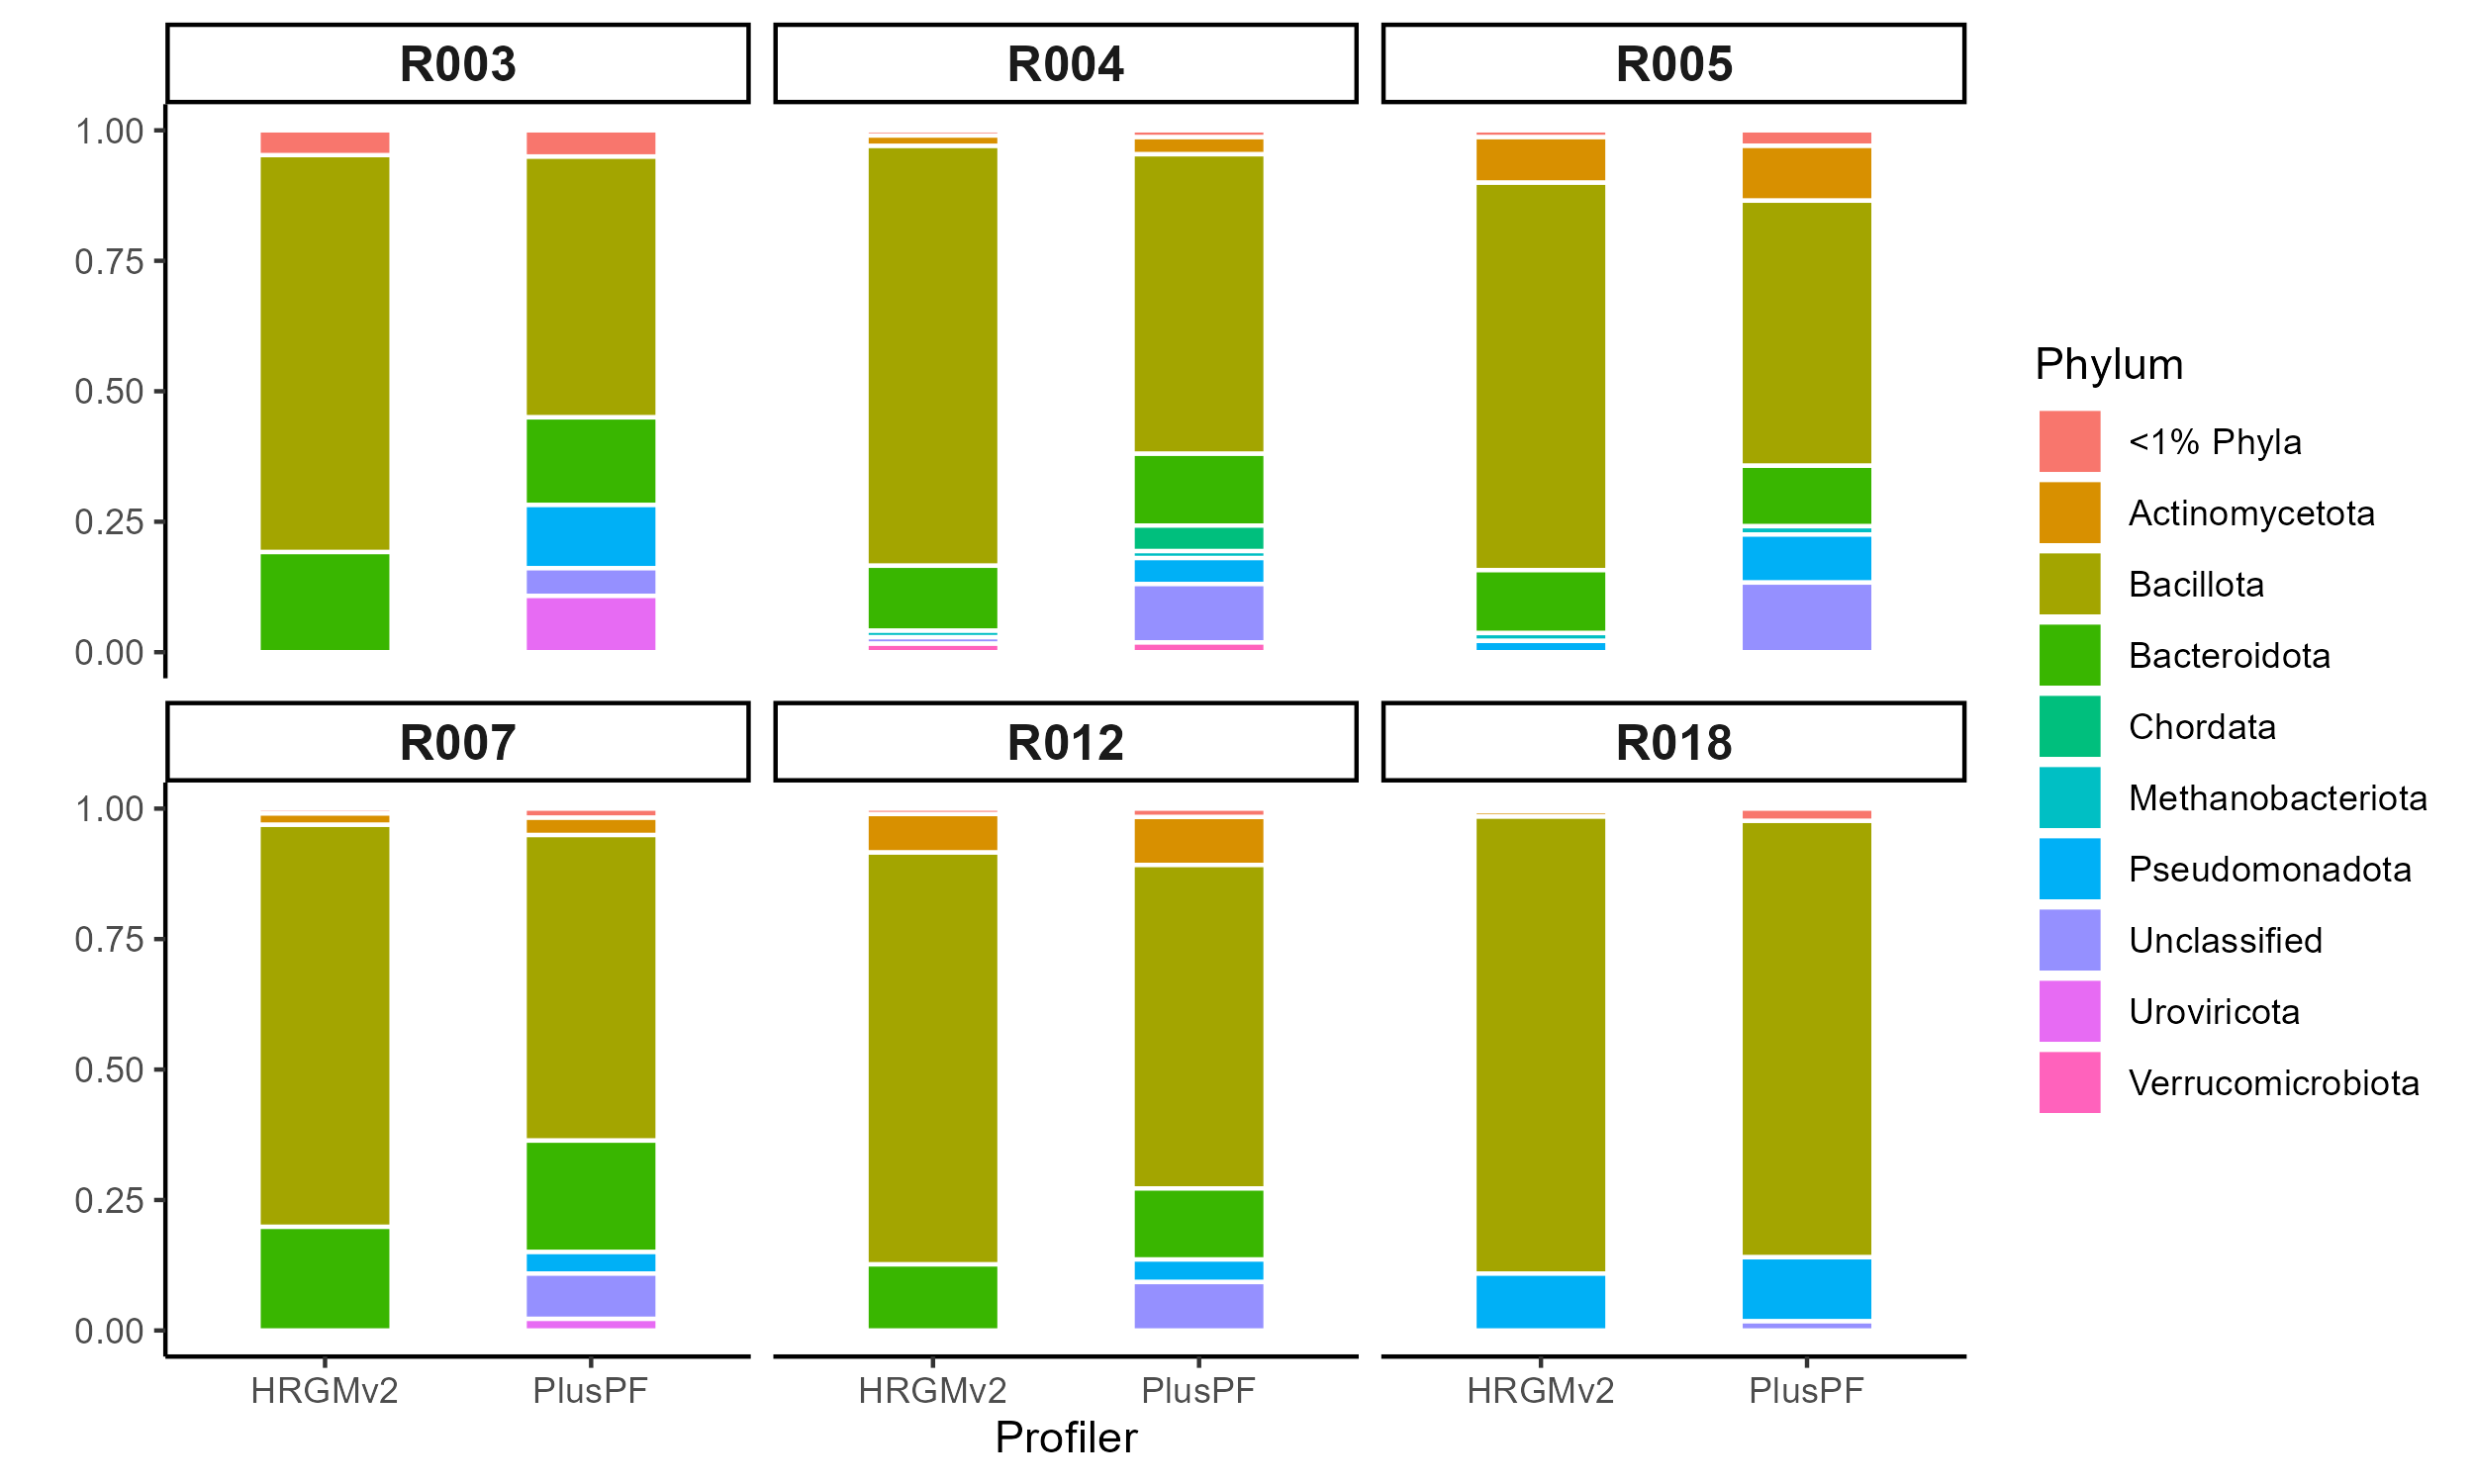 R003 R004 R005
1.00
0.75
0.50
0.25
0.00
R007 R012 R018
1.00
0.75
0.50
0.25
0.00
HRGMv2 PlusPF HRGMv2 PlusPF HRGMv2 PlusPF
Profiler
Phylum
<1% Phyla
Actinomycetota
Bacillota
Bacteroidota
Chordata
Methanobacteriota
Pseudomonadota
Unclassified
Uroviricota
Verrucomicrobiota